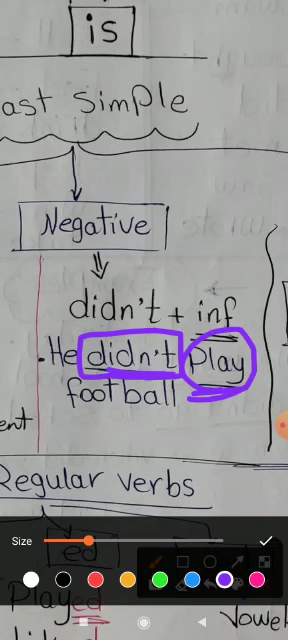 is
ast Simple
Negative
didn't + inf
He didn't Play
football
ent
Regular verbs
Size
ed
Played
Vowel